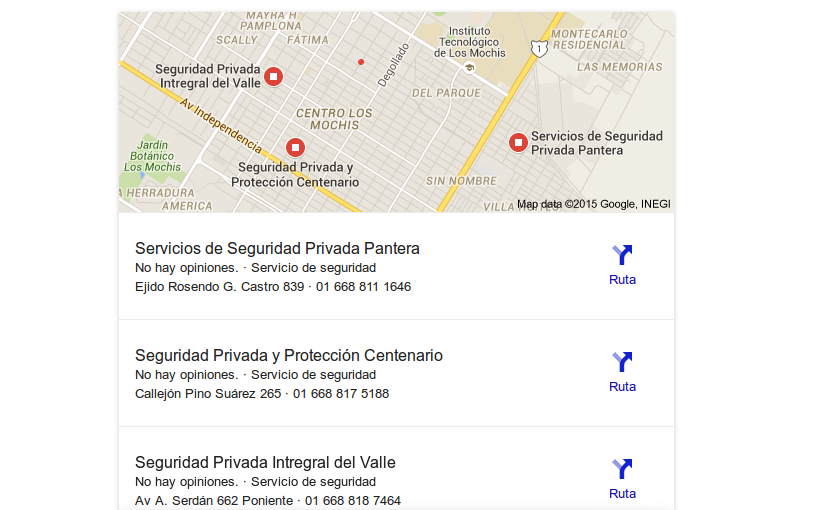 MAYRA H
PAMPLONA
SCALLY
FÁTIMA
Instituto
Tecnológico
de Los Mochis
MONTECARLO
RESIDENCIAL
1
LAS MEMORIAS
Degollado
Seguridad Privada
Intregral del Valle
DEL PARQUE
Av Independencia
CENTRO LOS
MOCHIS
Servicios de Seguridad
Privada Pantera
Jardín
Botánico
Los Mochis
Seguridad Privada y
Protección Centenario
SIN NOMBRE
A HERRADURA
AMERICA
Map data ©2015 Google, INEGI
Servicios de Seguridad Privada Pantera
No hay opiniones. · Servicio de seguridad
Ejido Rosendo G. Castro 839 · 01 668 811 1646
Ruta
Seguridad Privada y Protección Centenario
No hay opiniones. · Servicio de seguridad
Callejón Pino Suárez 265 · 01 668 817 5188
Ruta
Seguridad Privada Intregral del Valle
No hay opiniones. · Servicio de seguridad
Av A. Serdán 662 Poniente · 01 668 818 7464
Ruta